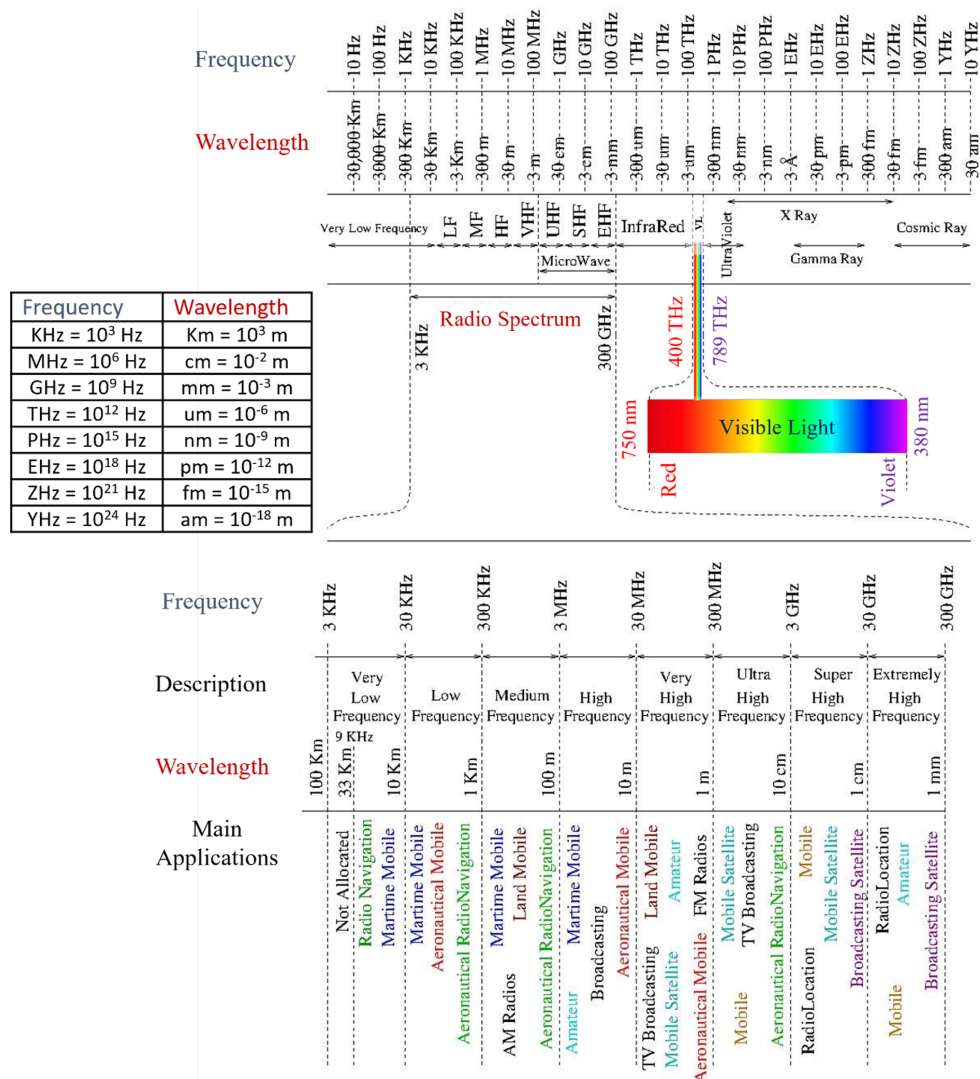 Frequency
10 Hz
100 Hz
1 KHz
10 KHz
100 KHz
1 MHz
10 MHz
100 MHz
1 GHz
10 GHz
100 GHz
1 THz
10 THz
100 THz
1 PHz
10 PHz
100 PHz
1 EHz
10 EHz
100 EHz
1 ZHz
10 ZHz
100 ZHz
1 YHz
10 YHz
Wavelength
30,000 Km
3000 Km
300 Km
30 Km
3 Km
300 m
30 m
3 m
30 cm
3 cm
3 mm
300 um
30 um
3 um
300 nm
30 nm
3 nm
3 Å
30 pm
3 pm
300 fm
30 fm
3 fm
300 am
30 am
Very Low Frequency
LF
MF
HF
VHF
UHF
SHF
EHF
InfraRed
VL
UltraViolet
X Ray
Cosmic Ray
MicroWave
Gamma Ray
Radio Spectrum
3 KHz
300 GHz
400 THz
789 THz
750 nm
Visible Light
380 nm
Red
Violet
Frequency Wavelength
KHz = 10³ Hz Km = 10³ m
MHz = 10⁶ Hz cm = 10⁻² m
GHz = 10⁹ Hz mm = 10⁻³ m
THz = 10¹² Hz um = 10⁻⁶ m
PHz = 10¹⁵ Hz nm = 10⁻⁹ m
EHz = 10¹⁸ Hz pm = 10⁻¹² m
ZHz = 10²¹ Hz fm = 10⁻¹⁵ m
YHz = 10²⁴ Hz am = 10⁻¹⁸ m
Frequency
3 KHz
30 KHz
300 KHz
3 MHz
30 MHz
300 MHz
3 GHz
30 GHz
300 GHz
Description
Very
Low
Frequency
Low
Frequency
Medium
Frequency
High
Frequency
Very
High
Frequency
Ultra
High
Frequency
Super
High
Frequency
Extremely
High
Frequency
9 KHz
Wavelength
100 Km
33 Km
10 Km
1 Km
100 m
10 m
1 m
10 cm
1 cm
1 mm
Main
Applications
Not Allocated
Radio Navigation
Martime Mobile
Martime Mobile
Aeronautical Mobile
Aeronautical RadioNavigation
AM Radios
Martime Mobile
Land Mobile
Aeronautical RadioNavigation
Amateur
Martime Mobile
Broadcasting
Aeronautical Mobile
TV Broadcasting
Land Mobile
Mobile Satellite
Amateur
Aeronautical Mobile
FM Radios
Mobile Satellite
Mobile
TV Broadcasting
Aeronautical RadioNavigation
RadioLocation
Mobile
Mobile Satellite
Broadcasting Satellite
RadioLocation
Mobile
Amateur
Broadcasting Satellite